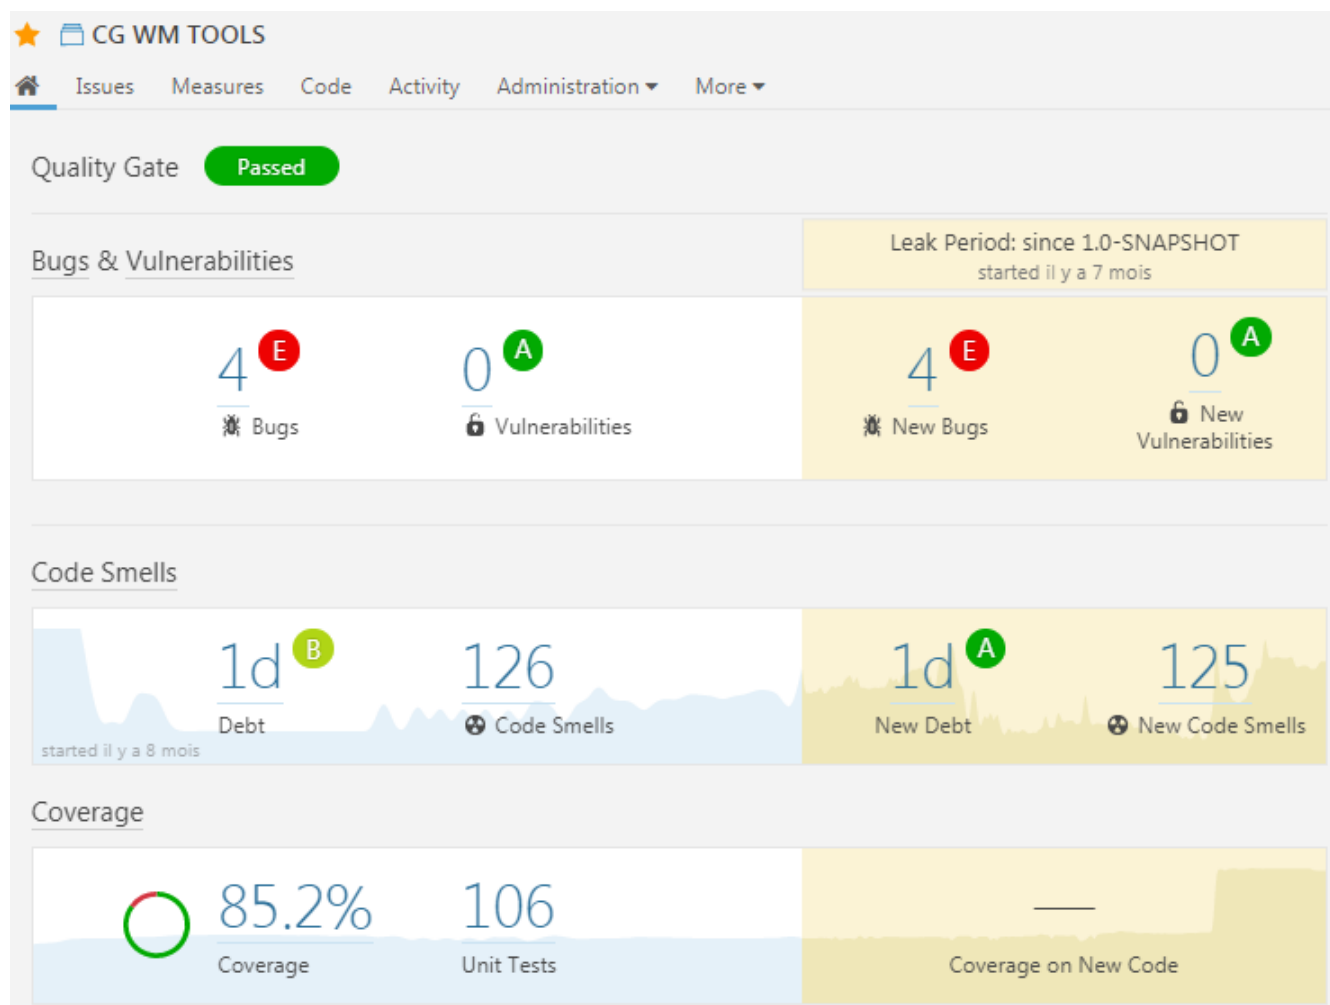 CG WM TOOLS
Issues Measures Code Activity Administration More
Quality Gate Passed
Leak Period: since 1.0-SNAPSHOT
started il y a 7 mois
Bugs & Vulnerabilities
4 E 0 A 4 E 0 A
Bugs Vulnerabilities New Bugs New
Vulnerabilities
Code Smells
1d B 126 1d A 125
Debt Code Smells New Debt New Code Smells
started il y a 8 mois
Coverage
85.2% 106 —
Coverage Unit Tests Coverage on New Code